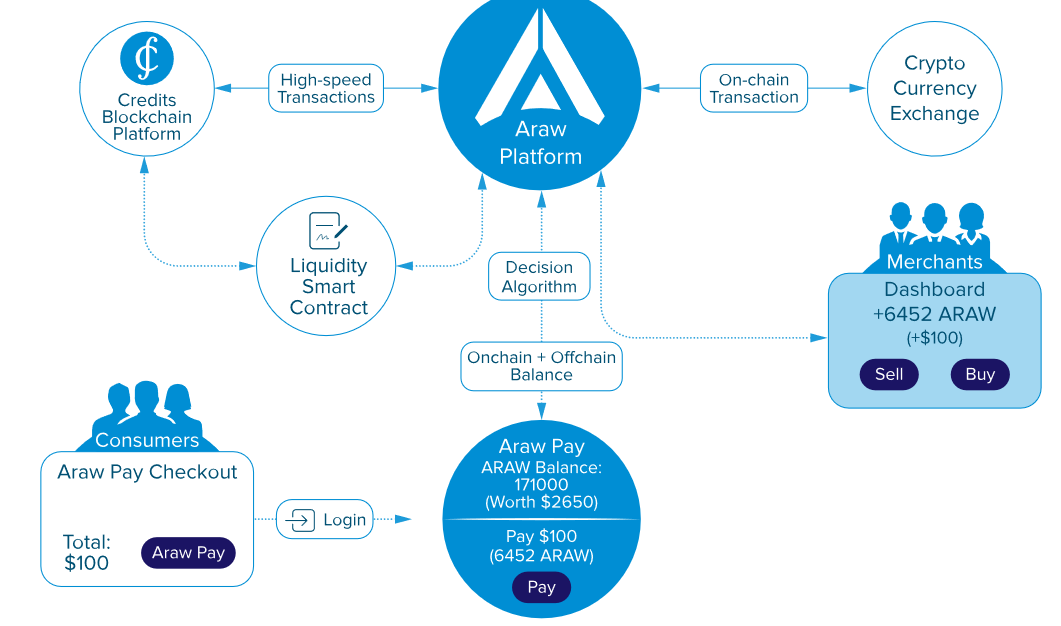 Credits
Blockchain
Platform
High-speed
Transactions
Araw
Platform
On-chain
Transaction
Crypto
Currency
Exchange
Liquidity
Smart
Contract
Decision
Algorithm
Onchain + Offchain
Balance
Merchants
Dashboard
+6452 ARAW
(+$100)
Sell
Buy
Consumers
Araw Pay Checkout
Total:
$100
Araw Pay
Login
Araw Pay
ARAW Balance:
171000
(Worth $2650)
Pay $100
(6452 ARAW)
Pay